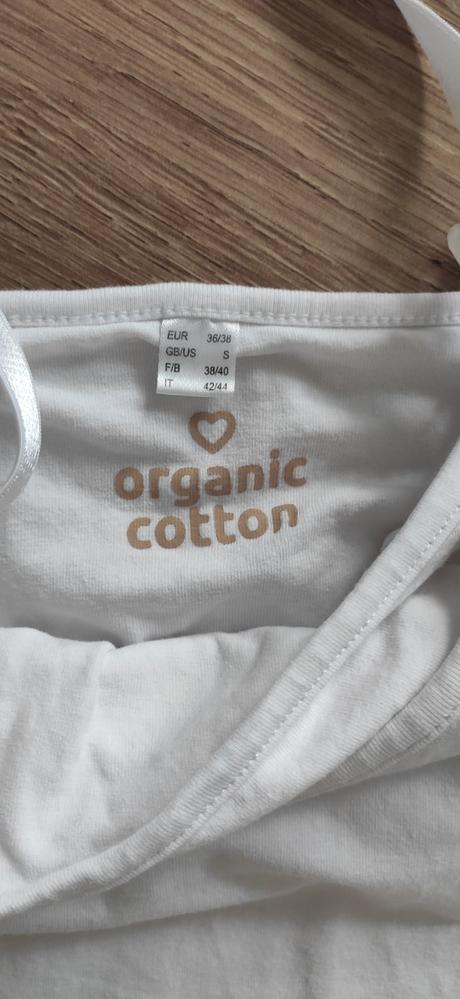 EUR 36/38
GB/US S
F/B 38/40
IT 42/44
organic
cotton